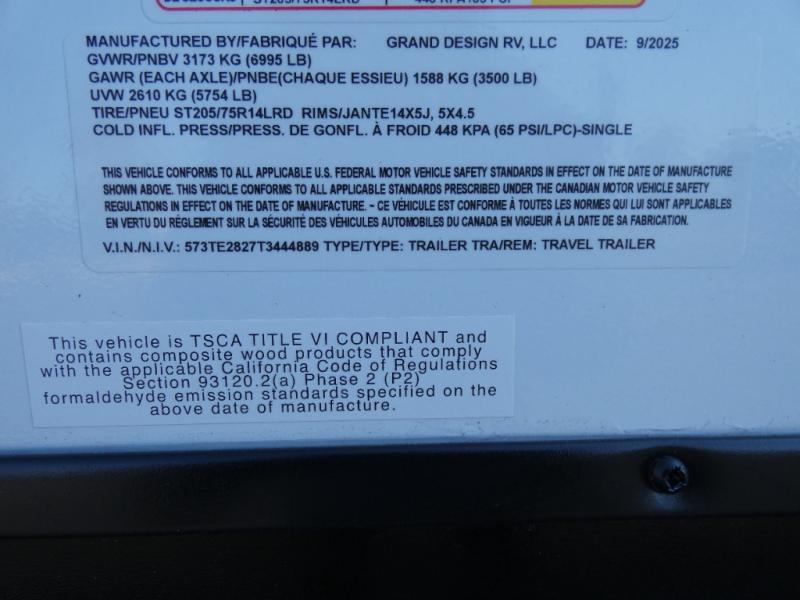 ST205/75R14LRD
MANUFACTURED BY/FABRIQUÉ PAR: GRAND DESIGN RV, LLC DATE: 9/2025
GVWR/PNBV 3173 KG (6995 LB)
GAWR (EACH AXLE)/PNBE(CHAQUE ESSIEU) 1588 KG (3500 LB)
UVW 2610 KG (5754 LB)
TIRE/PNEU ST205/75R14LRD RIMS/JANTE14X5J, 5X4.5
COLD INFL. PRESS/PRESS. DE GONFL. À FROID 448 KPA (65 PSI/LPC)-SINGLE
THIS VEHICLE CONFORMS TO ALL APPLICABLE U.S. FEDERAL MOTOR VEHICLE SAFETY STANDARDS IN EFFECT ON THE DATE OF MANUFACTURE
SHOWN ABOVE. THIS VEHICLE CONFORMS TO ALL APPLICABLE STANDARDS PRESCRIBED UNDER THE CANADIAN MOTOR VEHICLE SAFETY
REGULATIONS IN EFFECT ON THE DATE OF MANUFACTURE. ~ CE VÉHICULE EST CONFORME À TOUTES LES NORMES QUI LUI SONT APPLICABLES
EN VERTU DU RÉGLEMENT SUR LA SÉCURITÉ DES VÉHICULES AUTOMOBILES DU CANADA EN VIGUEUR À LA DATE DE SA FABRICATION.
V.I.N./N.I.V.: 573TE2827T3444889 TYPE/TYPE: TRAILER TRA/REM: TRAVEL TRAILER
This vehicle is TSCA TITLE VI COMPLIANT and
contains composite wood products that comply
with the applicable California Code of Regulations
Section 93120.2(a) Phase 2 (P2)
formaldehyde emission standards specified on the
above date of manufacture.